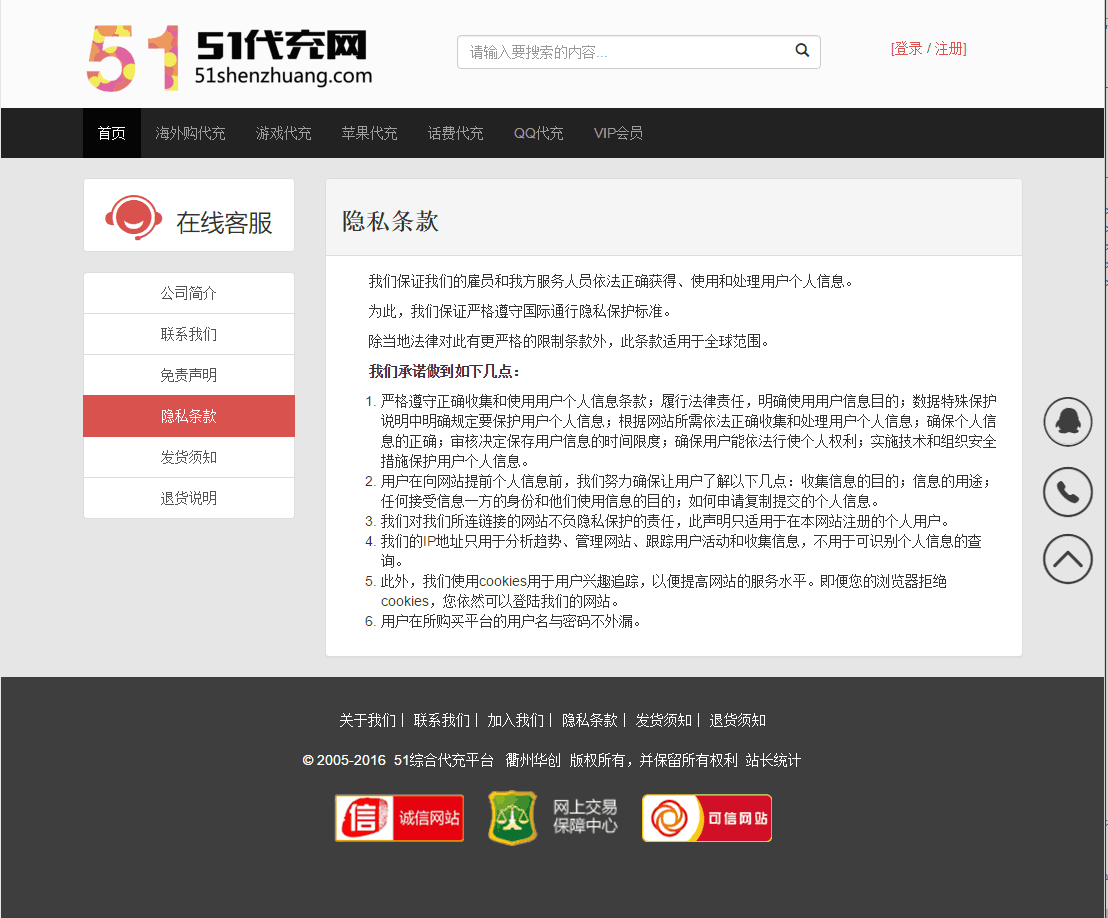 51
51代充网
51shenzhuang.com
请输入要搜索的内容...
[登录 / 注册]
首页 海外购代充 游戏代充 苹果代充 话费代充 QQ代充 VIP会员
在线客服
公司简介
联系我们
免责声明
隐私条款
发货须知
退货说明
隐私条款
我们保证我们的雇员和我方服务人员依法正确获得、使用和处理用户个人信息。
为此，我们保证严格遵守国际通行隐私保护标准。
除当地法律对此有更严格的限制条款外，此条款适用于全球范围。
我们承诺做到如下几点：
1. 严格遵守正确收集和使用用户个人信息条款；履行法律责任，明确使用用户信息目的；数据特殊保护
说明中明确规定要保护用户个人信息；根据网站所需依法正确收集和处理用户个人信息；确保个人信
息的正确；审核决定保存用户信息的时间限度；确保用户能依法行使个人权利；实施技术和组织安全
措施保护用户个人信息。
2. 用户在向网站提前个人信息前，我们努力确保让用户了解以下几点：收集信息的目的；信息的用途；
任何接受信息一方的身份和他们使用信息的目的；如何申请复制提交的个人信息。
3. 我们对我们所连链接的网站不负隐私保护的责任，此声明只适用于在本网站注册的个人用户。
4. 我们的IP地址只用于分析趋势、管理网站、跟踪用户活动和收集信息，不用于可识别个人信息的查
询。
5. 此外，我们使用cookies用于用户兴趣追踪，以便提高网站的服务水平。即便您的浏览器拒绝
cookies，您依然可以登陆我们的网站。
6. 用户在所购买平台的用户名与密码不外漏。
关于我们 | 联系我们 | 加入我们 | 隐私条款 | 发货须知 | 退货须知
© 2005-2016 51综合代充平台 衢州华创 版权所有，并保留所有权利 站长统计
信 诚信网站
网上交易
保障中心
可信网站